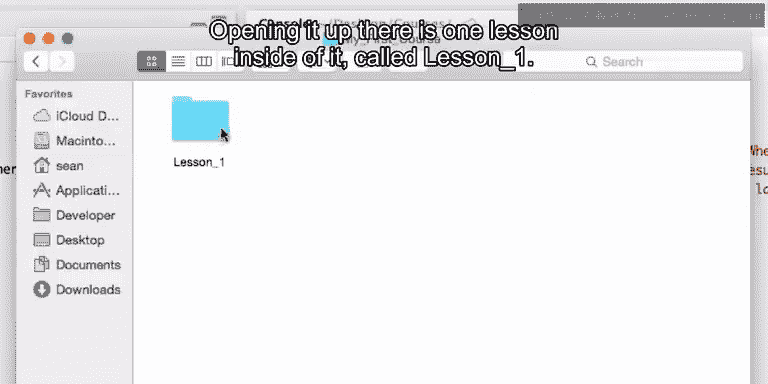 Opening it up there is one lesson
inside of it, called Lesson_1.
Search
Favorites
iCloud D...
Macinto...
sean
Applicati...
Developer
Desktop
Documents
Downloads
Lesson_1